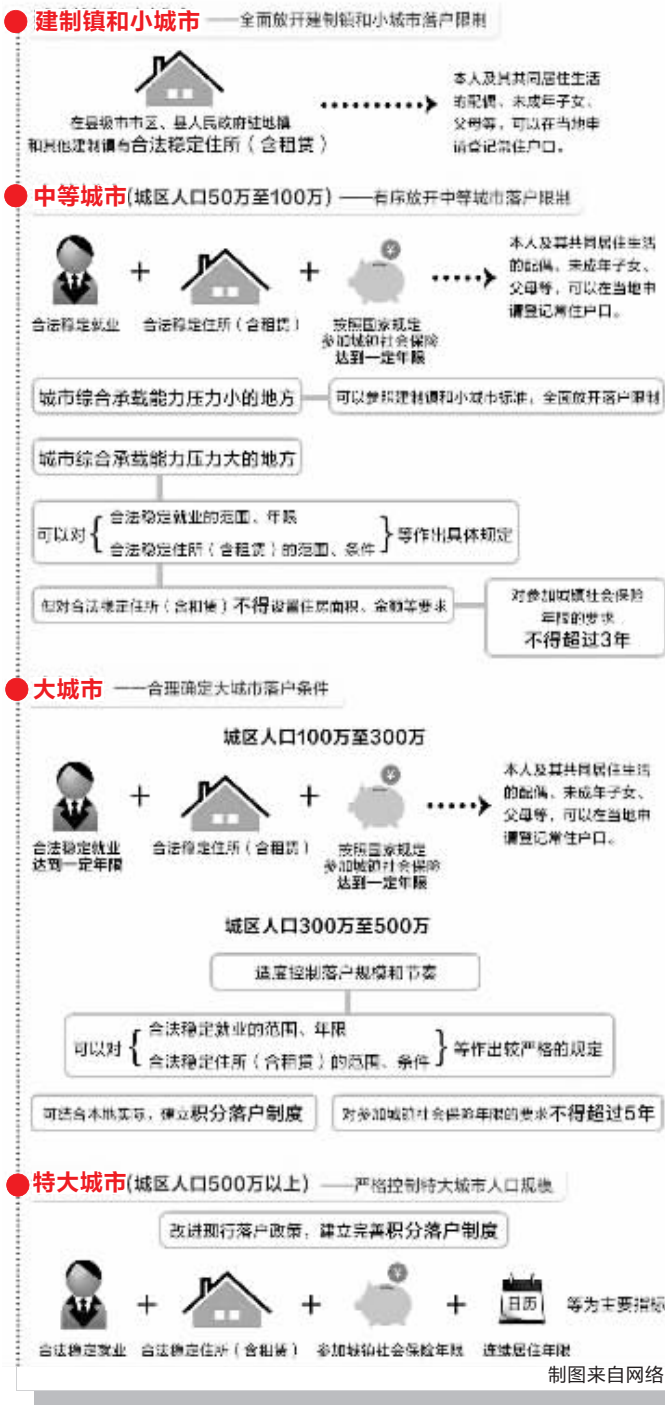 建制镇和小城市 ——全面放开建制镇和小城市落户限制
在县级市市区、县人民政府驻地镇
和其他建制镇有合法稳定住所（含租赁）
本人及其共同居住生活
的配偶、未成年子女、
父母等，可以在当地申
请登记常住户口。
中等城市(城区人口50万至100万) ——有序放开中等城市落户限制
合法稳定就业
+
合法稳定住所（含租赁）
+
¥
按照国家规定
参加城镇社会保险
达到一定年限
本人及其共同居住生活
的配偶、未成年子女、
父母等，可以在当地申
请登记常住户口。
城市综合承载能力压力小的地方
可以参照建制镇和小城市标准，全面放开落户限制
城市综合承载能力压力大的地方
可以对 { 合法稳定就业的范围、年限
合法稳定住所（含租赁）的范围、条件 } 等作出具体规定
但对合法稳定住所（含租赁）不得设置住房面积、金额等要求
对参加城镇社会保险
年限的要求
不得超过3年
大城市 ——合理确定大城市落户条件
城区人口100万至300万
合法稳定就业
达到一定年限
+
合法稳定住所（含租赁）
+
¥
按照国家规定
参加城镇社会保险
达到一定年限
本人及其共同居住生活
的配偶、未成年子女、
父母等，可以在当地申
请登记常住户口。
城区人口300万至500万
适度控制落户规模和节奏
可以对 { 合法稳定就业的范围、年限
合法稳定住所（含租赁）的范围、条件 } 等作出较严格的规定
可结合本地实际，建立积分落户制度
对参加城镇社会保险年限的要求不得超过5年
特大城市(城区人口500万以上) ——严格控制特大城市人口规模
改进现行落户政策，建立完善积分落户制度
合法稳定就业
+
合法稳定住所（含租赁）
+
¥
参加城镇社会保险年限
+
日历
连续居住年限
等为主要指标
制图来自网络